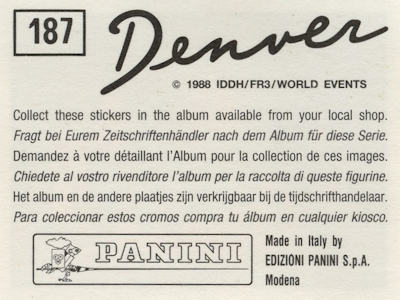 187
Denver
© 1988 IDDH/FR3/WORLD EVENTS
Collect these stickers in the album available from your local shop.
Fragt bei Eurem Zeitschriftenhändler nach dem Album für diese Serie.
Demandez à votre détaillant l'Album pour la collection de ces images.
Chiedete al vostro rivenditore l'album per la raccolta di queste figurine.
Het album en de andere plaatjes zijn verkrijgbaar bij de tijdschrifthandelaar.
Para coleccionar estos cromos compra tu álbum en cualquier kiosco.
PANINI
Made in Italy by
EDIZIONI PANINI S.p.A.
Modena